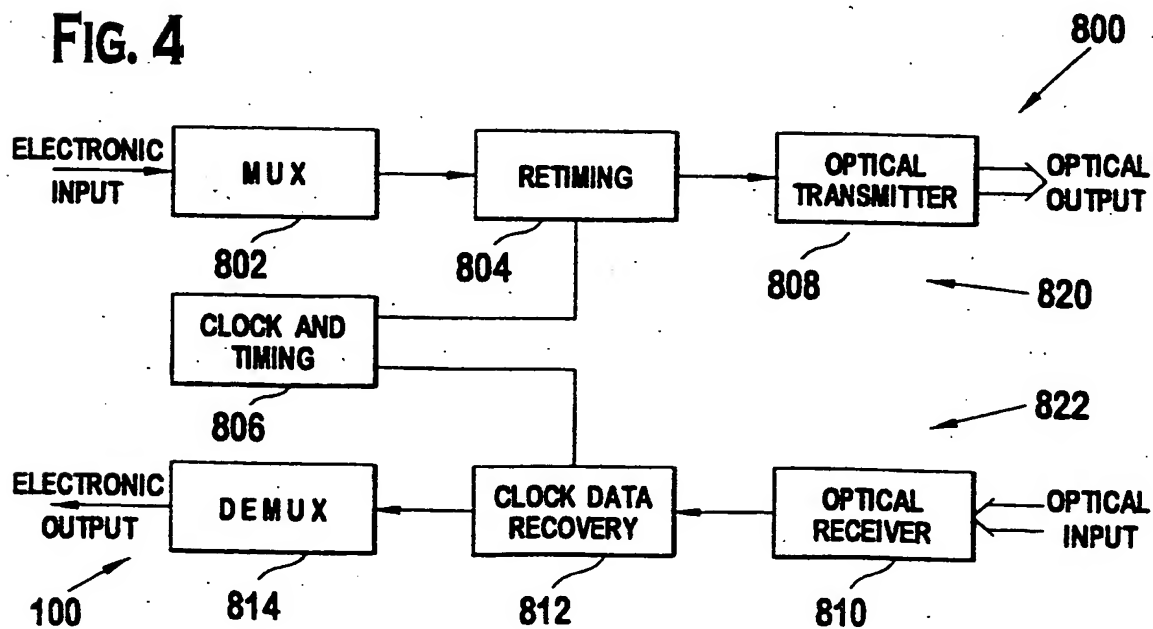 FIG. 4
800
ELECTRONIC
INPUT
MUX
RETIMING
OPTICAL
TRANSMITTER
OPTICAL
OUTPUT
802
804
808
820
CLOCK AND
TIMING
806
822
ELECTRONIC
OUTPUT
DEMUX
CLOCK DATA
RECOVERY
OPTICAL
RECEIVER
OPTICAL
INPUT
100
814
812
810